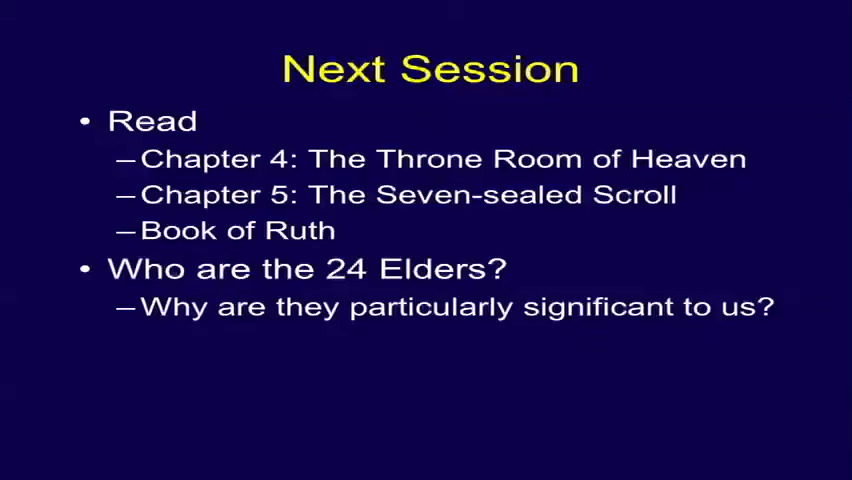 Next Session
• Read
–Chapter 4: The Throne Room of Heaven
–Chapter 5: The Seven-sealed Scroll
–Book of Ruth
• Who are the 24 Elders?
–Why are they particularly significant to us?